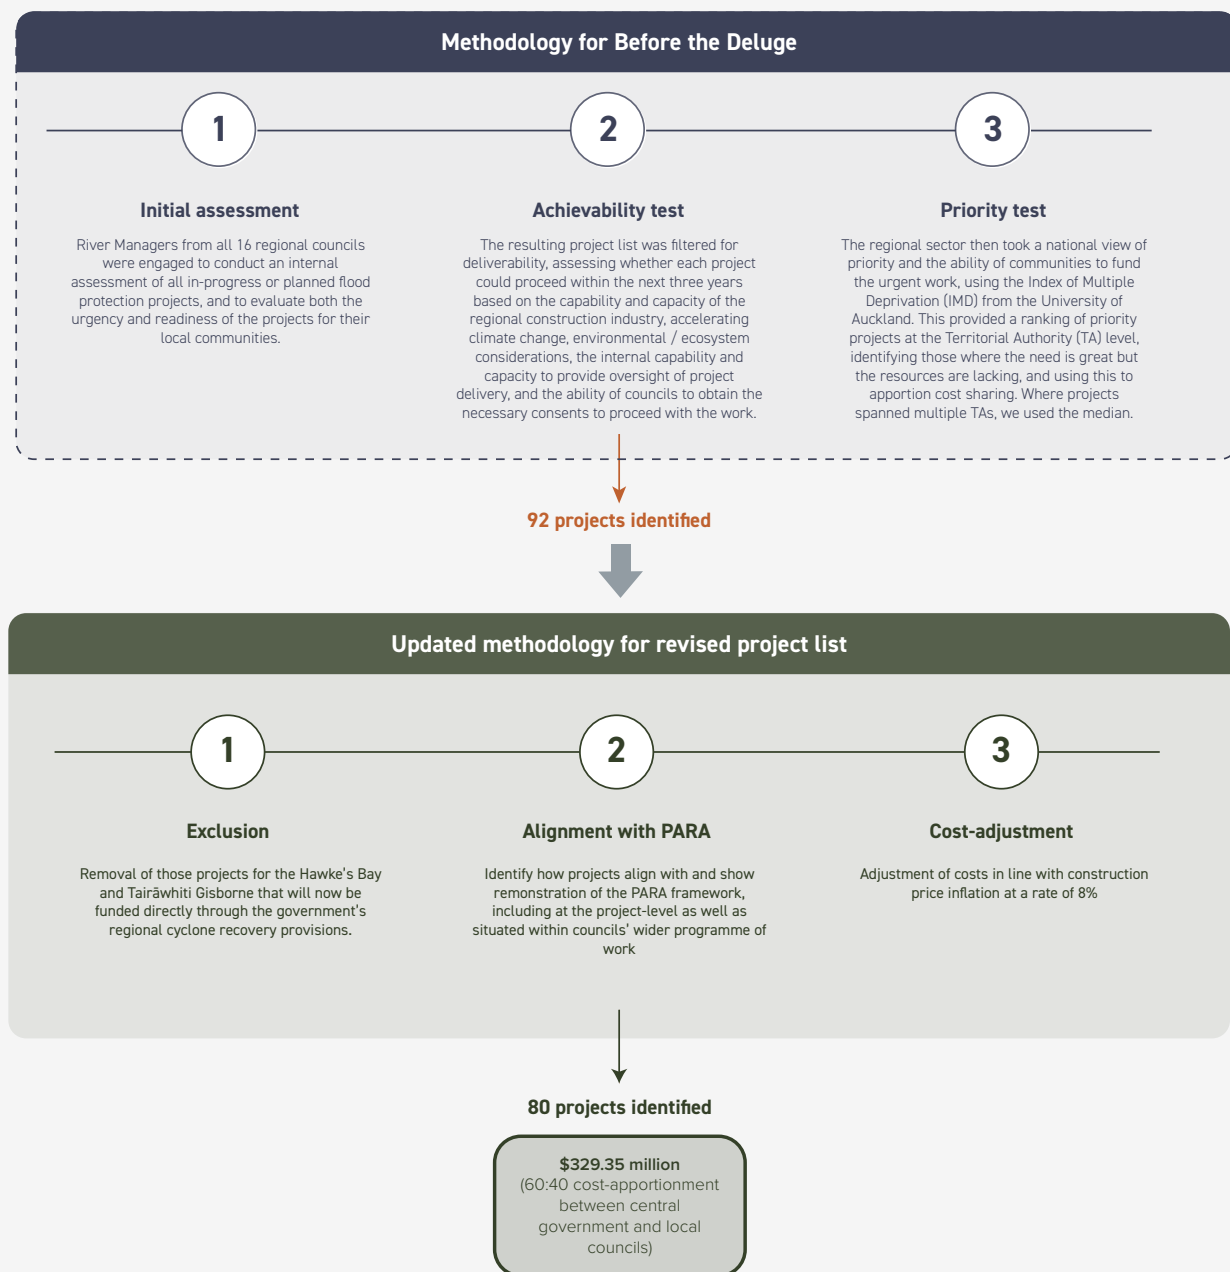 Methodology for Before the Deluge
1
Initial assessment
River Managers from all 16 regional councils
were engaged to conduct an internal
assessment of all in-progress or planned flood
protection projects, and to evaluate both the
urgency and readiness of the projects for their
local communities.
2
Achievability test
The resulting project list was filtered for
deliverability, assessing whether each project
could proceed within the next three years
based on the capability and capacity of the
regional construction industry, accelerating
climate change, environmental / ecosystem
considerations, the internal capability and
capacity to provide oversight of project
delivery, and the ability of councils to obtain the
necessary consents to proceed with the work.
3
Priority test
The regional sector then took a national view of
priority and the ability of communities to fund
the urgent work, using the Index of Multiple
Deprivation (IMD) from the University of
Auckland. This provided a ranking of priority
projects at the Territorial Authority (TA) level,
identifying those where the need is great but
the resources are lacking, and using this to
apportion cost sharing. Where projects
spanned multiple TAs, we used the median.
92 projects identified
Updated methodology for revised project list
1
Exclusion
Removal of those projects for the Hawke's Bay
and Tairāwhiti Gisborne that will now be
funded directly through the government's
regional cyclone recovery provisions.
2
Alignment with PARA
Identify how projects align with and show
remonstration of the PARA framework,
including at the project-level as well as
situated within councils' wider programme of
work
3
Cost-adjustment
Adjustment of costs in line with construction
price inflation at a rate of 8%
80 projects identified
$329.35 million
(60:40 cost-apportionment
between central
government and local
councils)